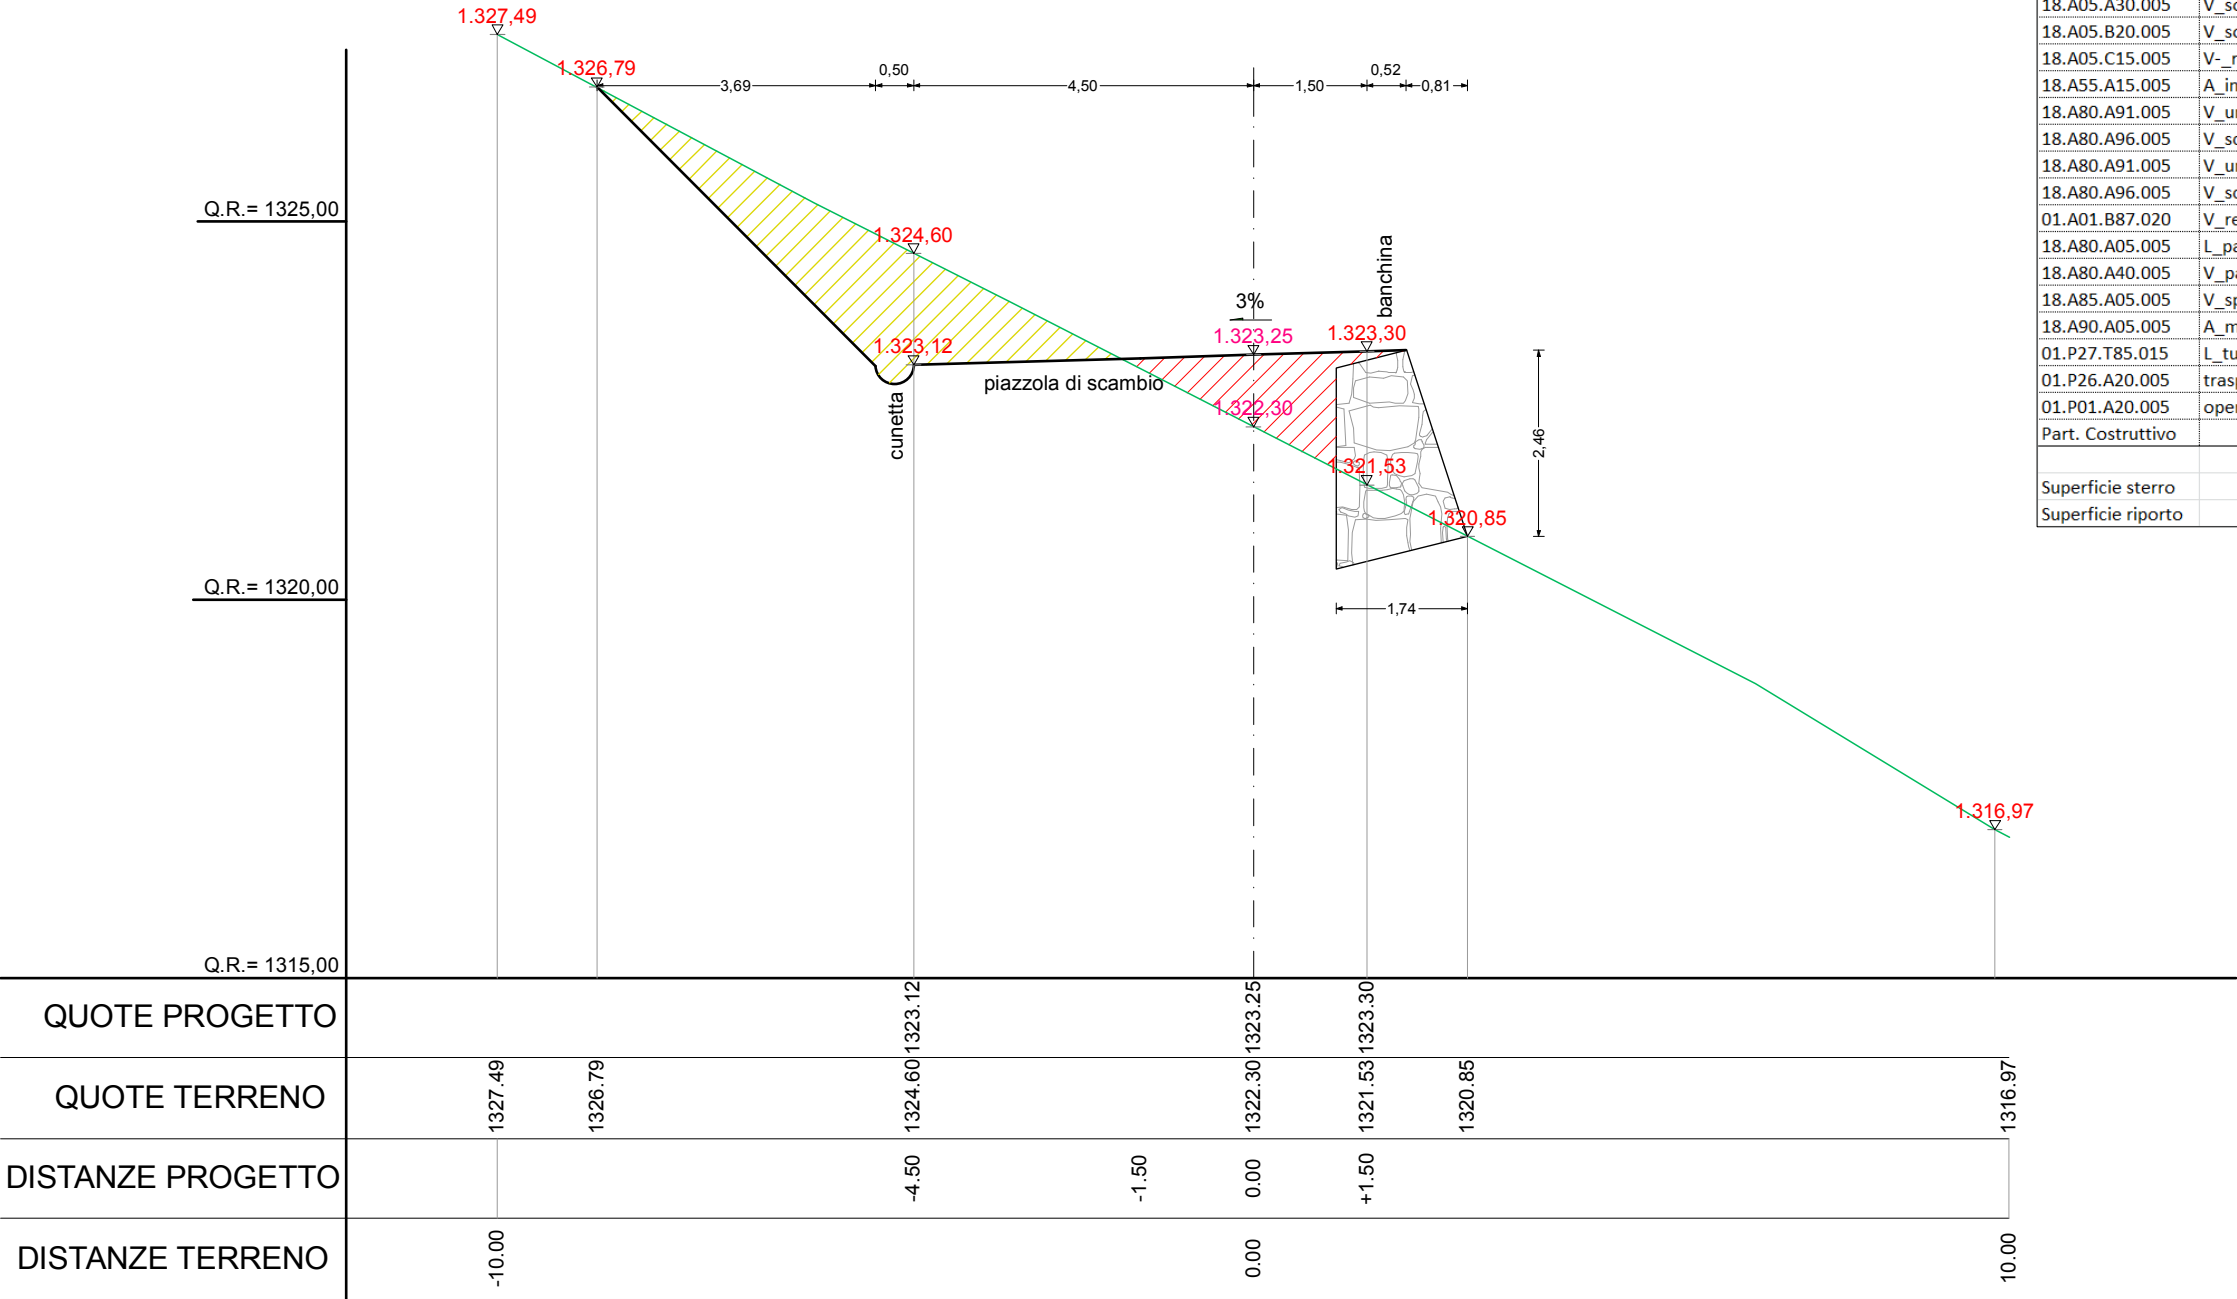 1.327,49
1.326,79
3,69
0,50
4,50
1,50
0,52
0,81
Q.R.= 1325,00
1.324,60
banchina
3%
1.323,25
1.323,30
1.323,12
piazzola di scambio
cunetta
1.322,30
2,46
1.321,53
1.320,85
Q.R.= 1320,00
1,74
1.316,97
Q.R.= 1315,00
QUOTE PROGETTO
1323.12
1323.25
1323.30
QUOTE TERRENO
1327.49
1326.79
1324.60
1322.30
1321.53
1320.85
1316.97
DISTANZE PROGETTO
-4.50
-1.50
0.00
+1.50
DISTANZE TERRENO
-10.00
0.00
10.00
18.A05.A30.005
18.A05.B20.005
18.A05.C15.005
18.A55.A15.005
18.A80.A91.005
18.A80.A96.005
18.A80.A91.005
18.A80.A96.005
01.A01.B87.020
18.A80.A05.005
18.A80.A40.005
18.A85.A05.005
18.A90.A05.005
01.P27.T85.015
01.P26.A20.005
01.P01.A20.005
Part. Costruttivo
Superficie sterro
Superficie riporto